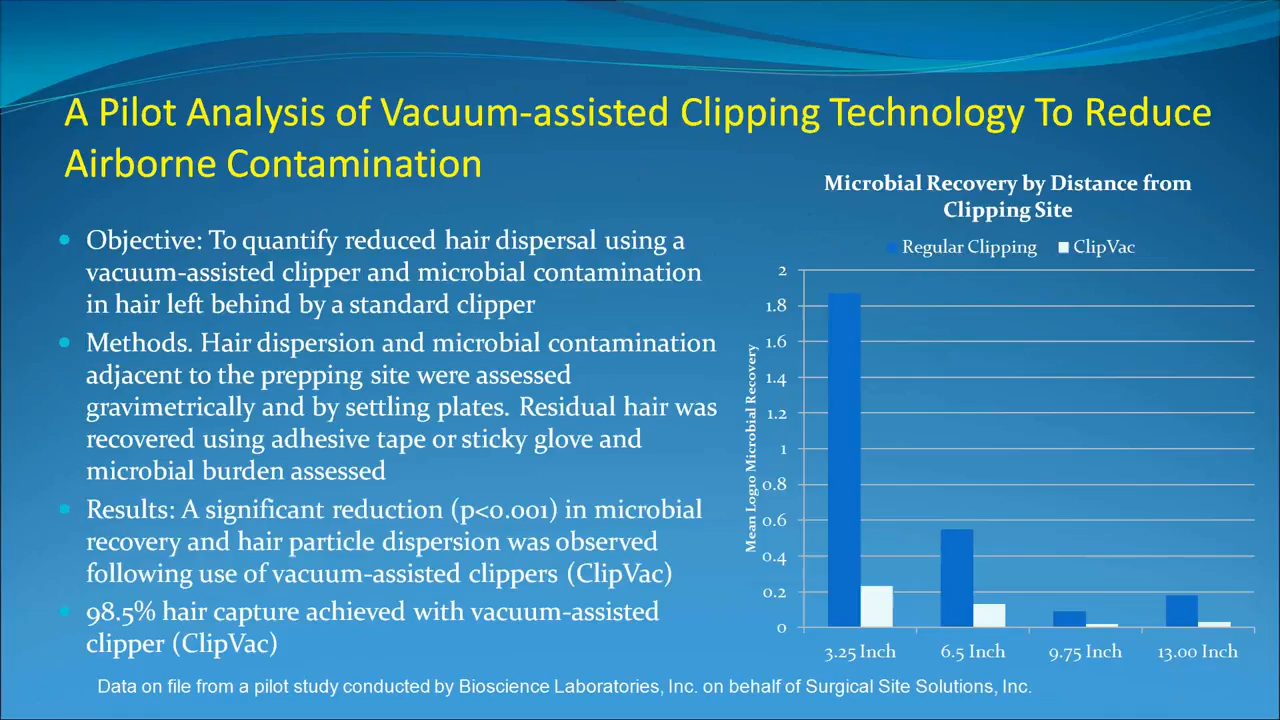 A Pilot Analysis of Vacuum-assisted Clipping Technology To Reduce
Airborne Contamination
Objective: To quantify reduced hair dispersal using a
vacuum-assisted clipper and microbial contamination
in hair left behind by a standard clipper
Methods. Hair dispersion and microbial contamination
adjacent to the prepping site were assessed
gravimetrically and by settling plates. Residual hair was
recovered using adhesive tape or sticky glove and
microbial burden assessed
Results: A significant reduction (p<0.001) in microbial
recovery and hair particle dispersion was observed
following use of vacuum-assisted clippers (ClipVac)
98.5% hair capture achieved with vacuum-assisted
clipper (ClipVac)
Microbial Recovery by Distance from
Clipping Site
Regular Clipping ClipVac
Mean Log10 Microbial Recovery
2
1.8
1.6
1.4
1.2
1
0.8
0.6
0.4
0.2
0
3.25 Inch 6.5 Inch 9.75 Inch 13.00 Inch
Data on file from a pilot study conducted by Bioscience Laboratories, Inc. on behalf of Surgical Site Solutions, Inc.